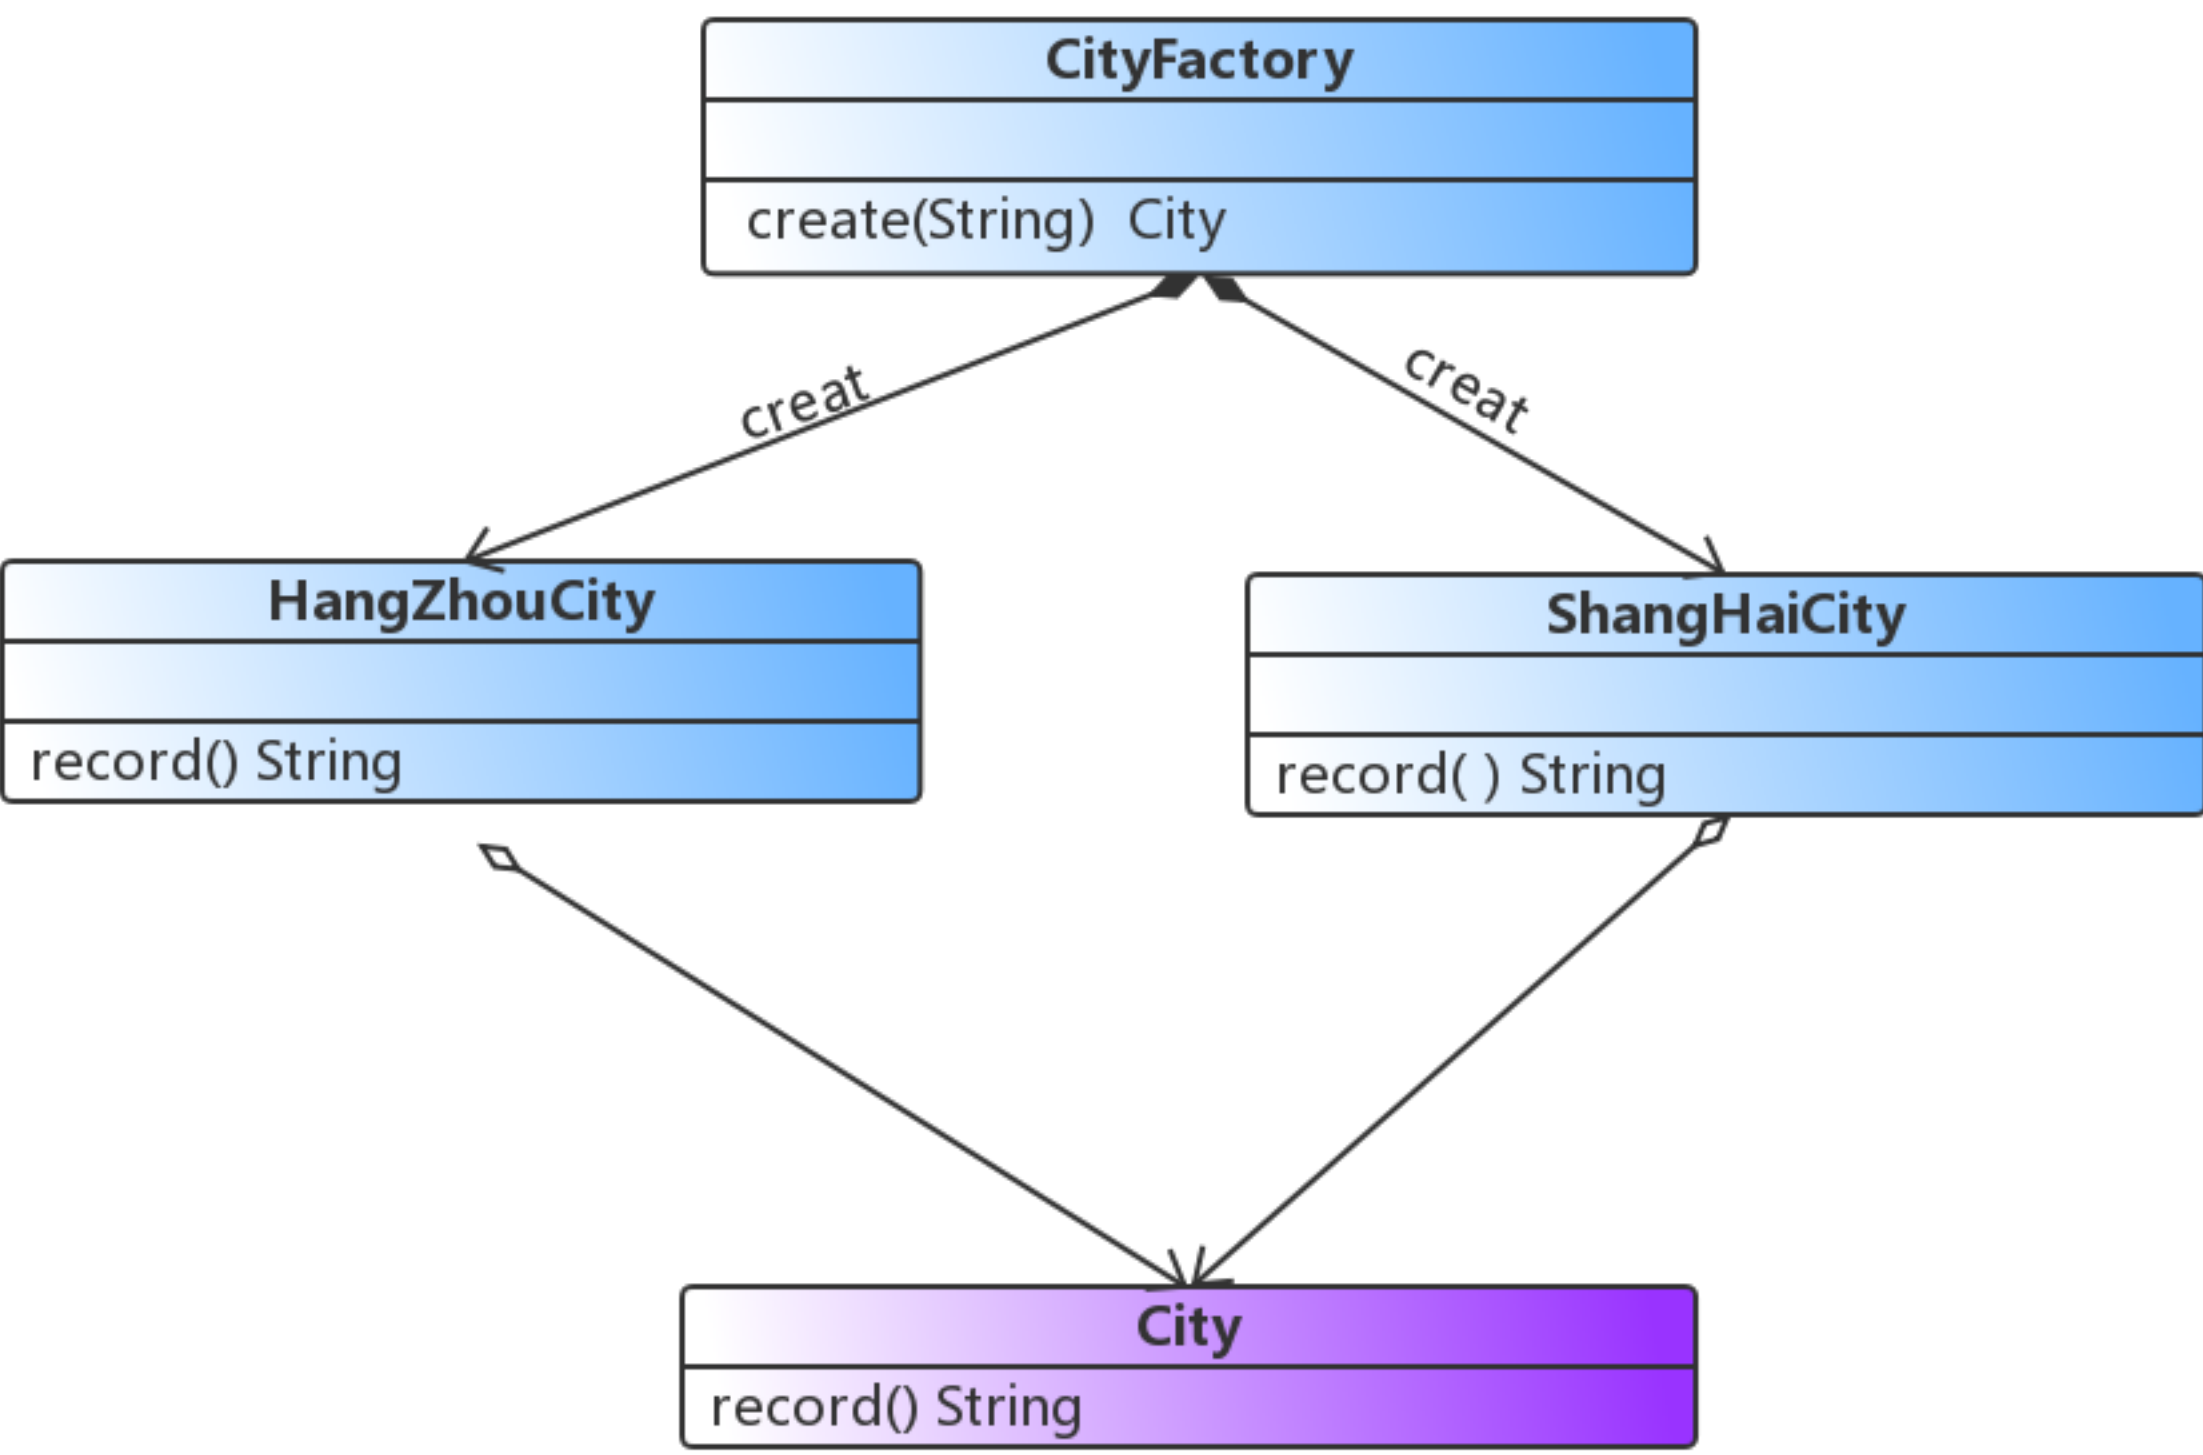 CityFactory
create(String)  City
creat
creat
HangZhouCity
record() String
ShangHaiCity
record( ) String
City
record() String